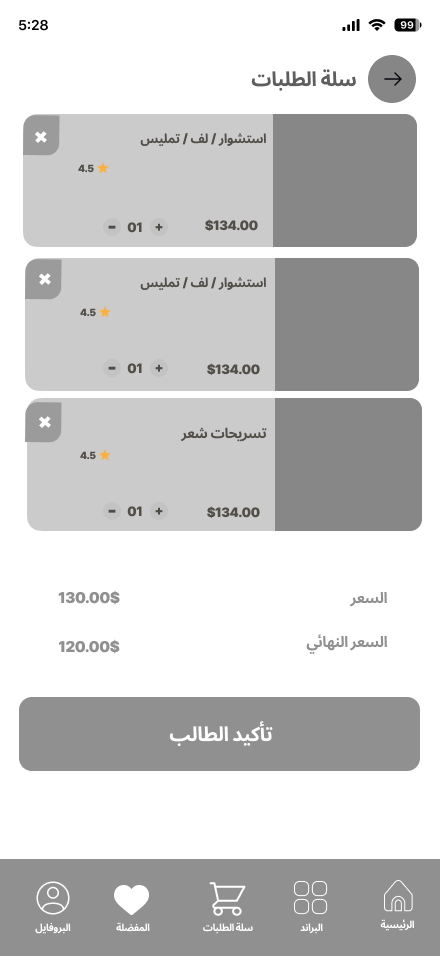 5:28
99
سلة الطلبات
استشوار / لف / تمليس
4.5
$134.00
01
استشوار / لف / تمليس
4.5
$134.00
01
تسريحات شعر
4.5
$134.00
01
السعر 130.00$
السعر النهائي 120.00$
تأكيد الطالب
الرئيسية البراند سلة الطلبات المفضلة البروفايل